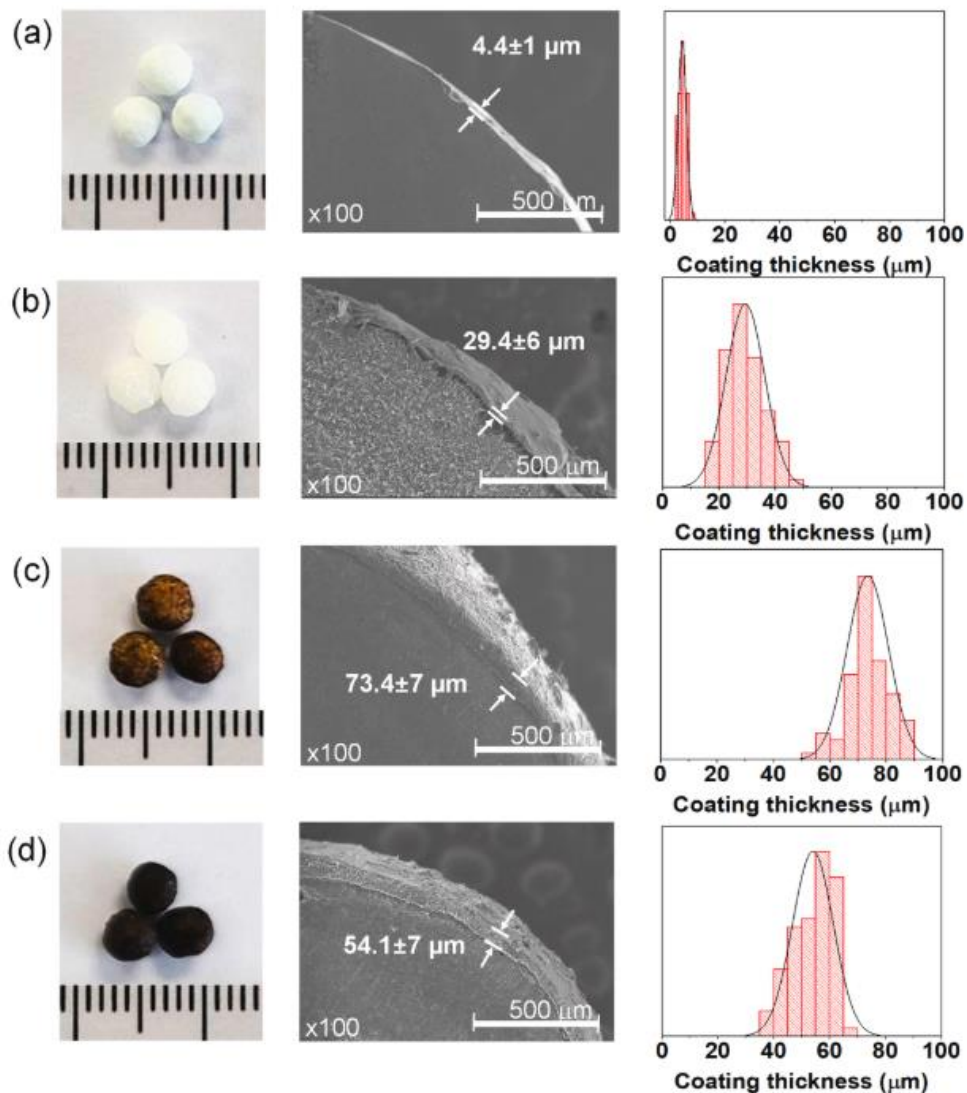 (a)
4.4±1 μm
500 μm
x100
0 20 40 60 80 100
Coating thickness (μm)
(b)
29.4±6 μm
500 μm
x100
0 20 40 60 80 100
Coating thickness (μm)
(c)
73.4±7 μm
500 μm
x100
0 20 40 60 80 100
Coating thickness (μm)
(d)
54.1±7 μm
500 μm
x100
0 20 40 60 80 100
Coating thickness (μm)